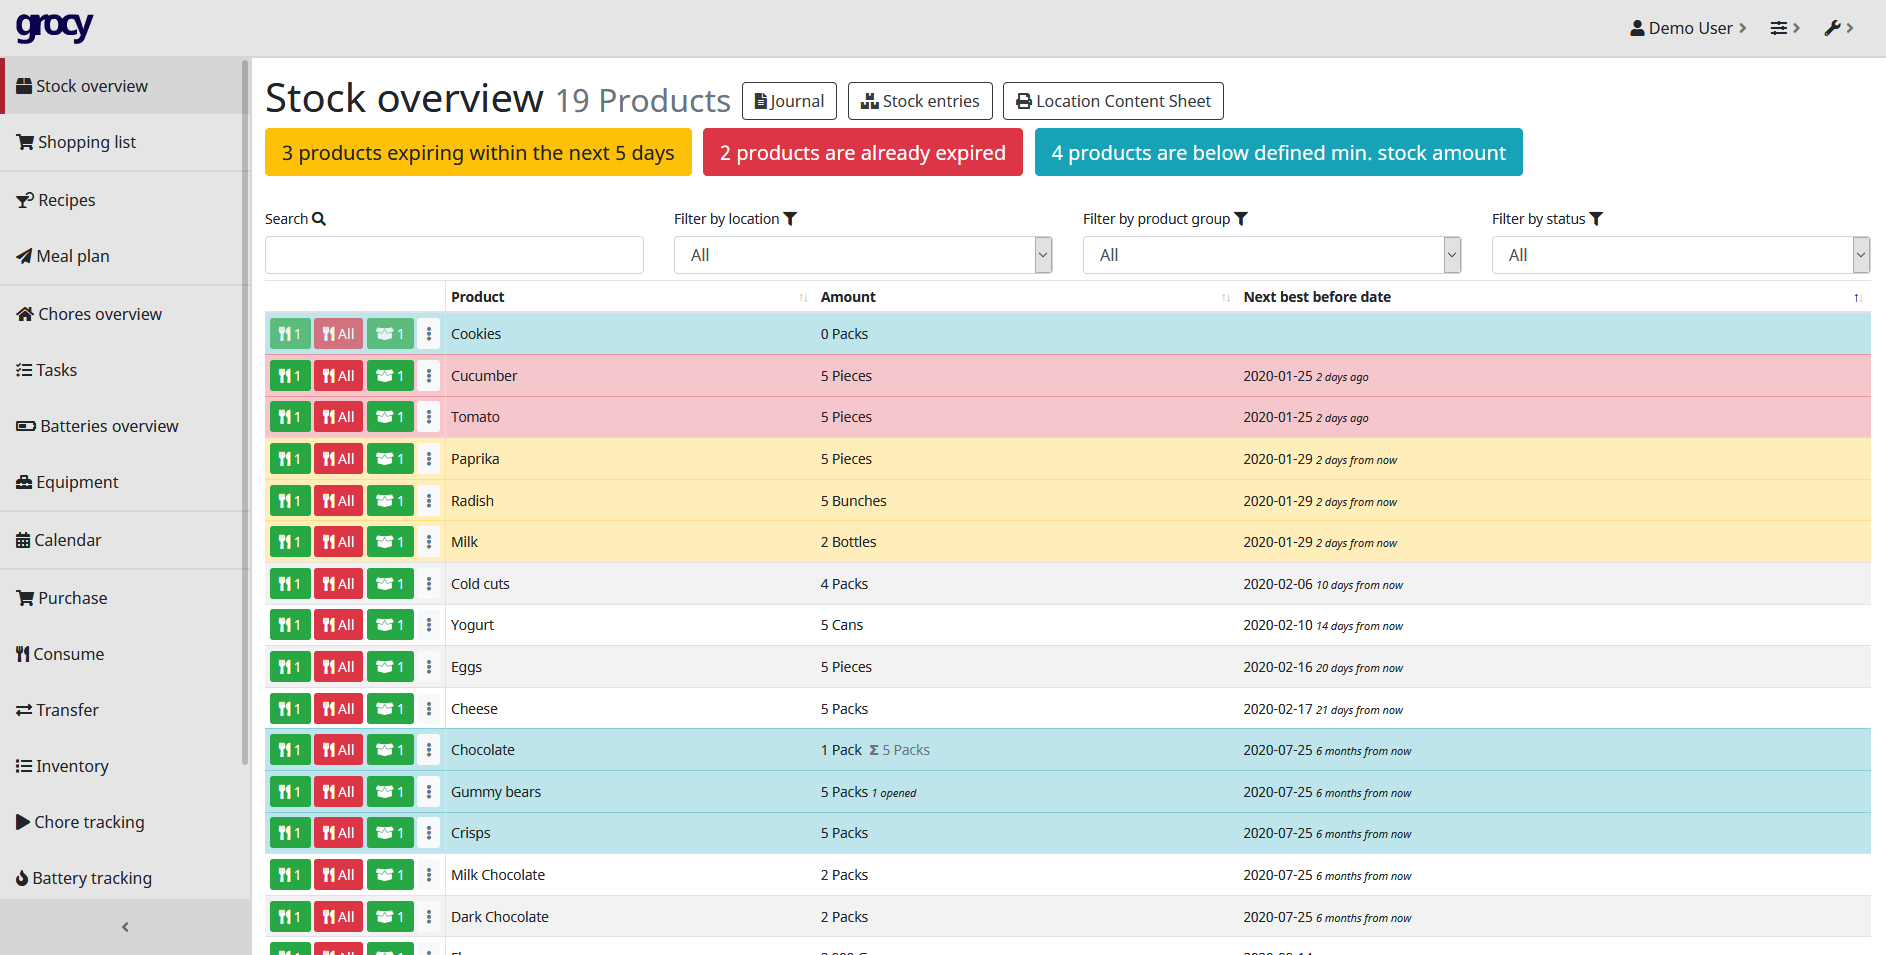 grocy
Demo User
Stock overview
Shopping list
Recipes
Meal plan
Chores overview
Tasks
Batteries overview
Equipment
Calendar
Purchase
Consume
Transfer
Inventory
Chore tracking
Battery tracking
Stock overview 19 Products Journal Stock entries Location Content Sheet
3 products expiring within the next 5 days 2 products are already expired 4 products are below defined min. stock amount
Search Filter by location Filter by product group Filter by status
All All All
Product Amount Next best before date
1 All 1 Cookies 0 Packs
1 All 1 Cucumber 5 Pieces 2020-01-25 2 days ago
1 All 1 Tomato 5 Pieces 2020-01-25 2 days ago
1 All 1 Paprika 5 Pieces 2020-01-29 2 days from now
1 All 1 Radish 5 Bunches 2020-01-29 2 days from now
1 All 1 Milk 2 Bottles 2020-01-29 2 days from now
1 All 1 Cold cuts 4 Packs 2020-02-06 10 days from now
1 All 1 Yogurt 5 Cans 2020-02-10 14 days from now
1 All 1 Eggs 5 Pieces 2020-02-16 20 days from now
1 All 1 Cheese 5 Packs 2020-02-17 21 days from now
1 All 1 Chocolate 1 Pack Σ 5 Packs 2020-07-25 6 months from now
1 All 1 Gummy bears 5 Packs 1 opened 2020-07-25 6 months from now
1 All 1 Crisps 5 Packs 2020-07-25 6 months from now
1 All 1 Milk Chocolate 2 Packs 2020-07-25 6 months from now
1 All 1 Dark Chocolate 2 Packs 2020-07-25 6 months from now